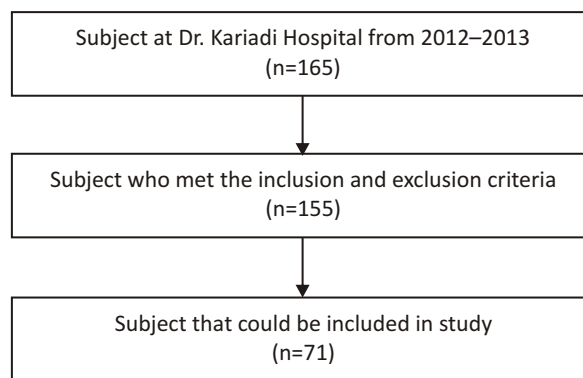 Subject at Dr. Kariadi Hospital from 2012–2013
(n=165)
Subject who met the inclusion and exclusion criteria
(n=155)
Subject that could be included in study
(n=71)